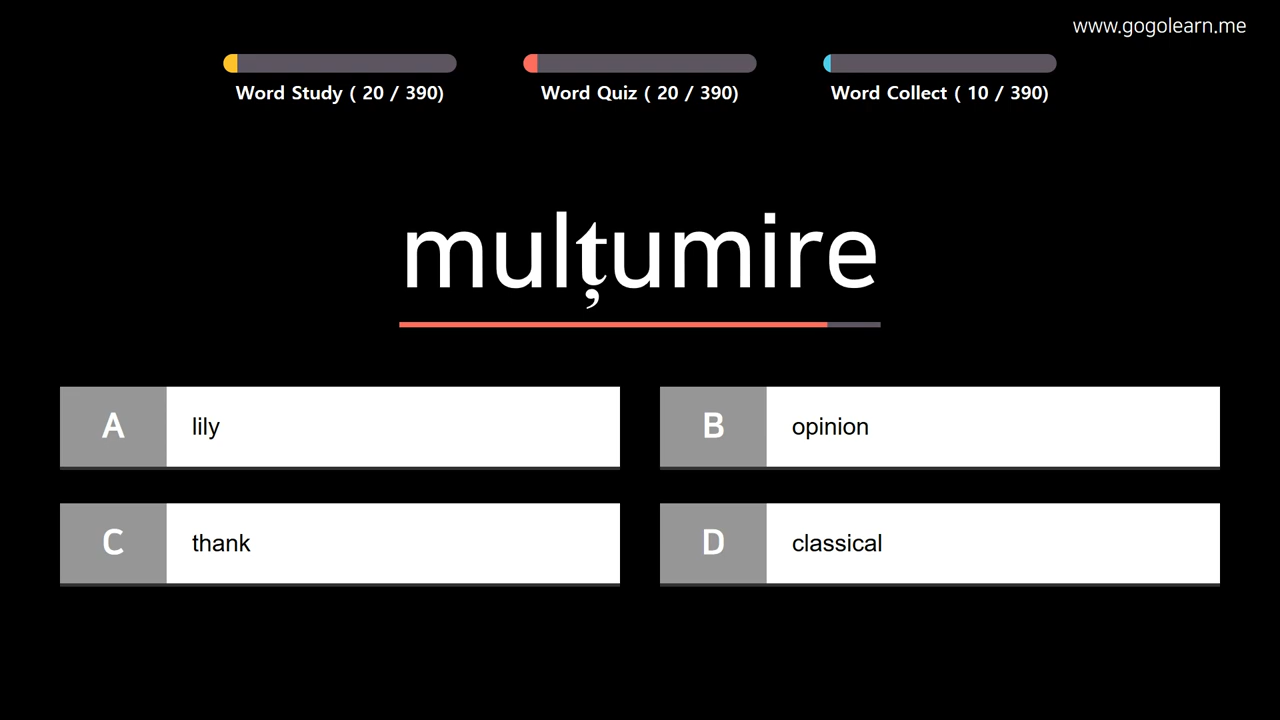 www.gogolearn.me
Word Study ( 20 / 390)
Word Quiz ( 20 / 390)
Word Collect ( 10 / 390)
mulțumire
A lily
B opinion
C thank
D classical